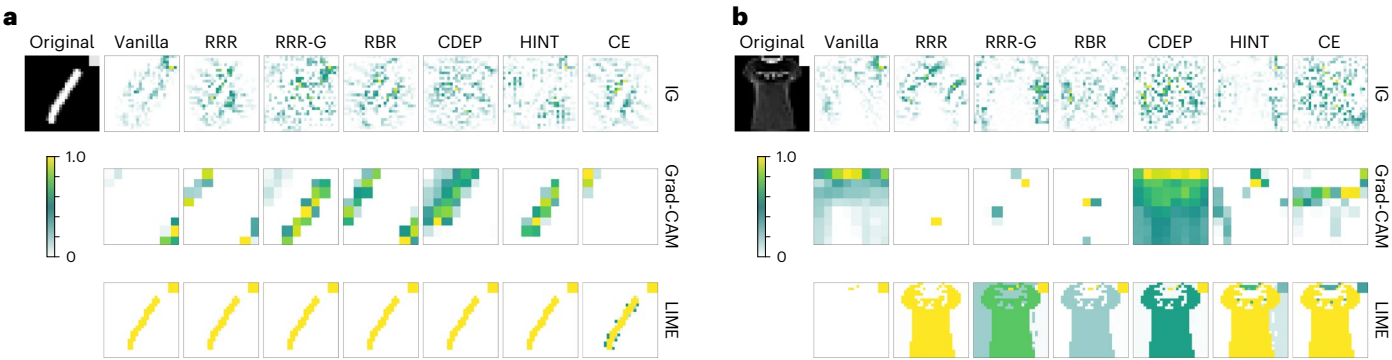 a
Original Vanilla RRR RRR-G RBR CDEP HINT CE
IG
1.0
0
Grad-CAM
LIME
b
Original Vanilla RRR RRR-G RBR CDEP HINT CE
IG
1.0
0
Grad-CAM
LIME